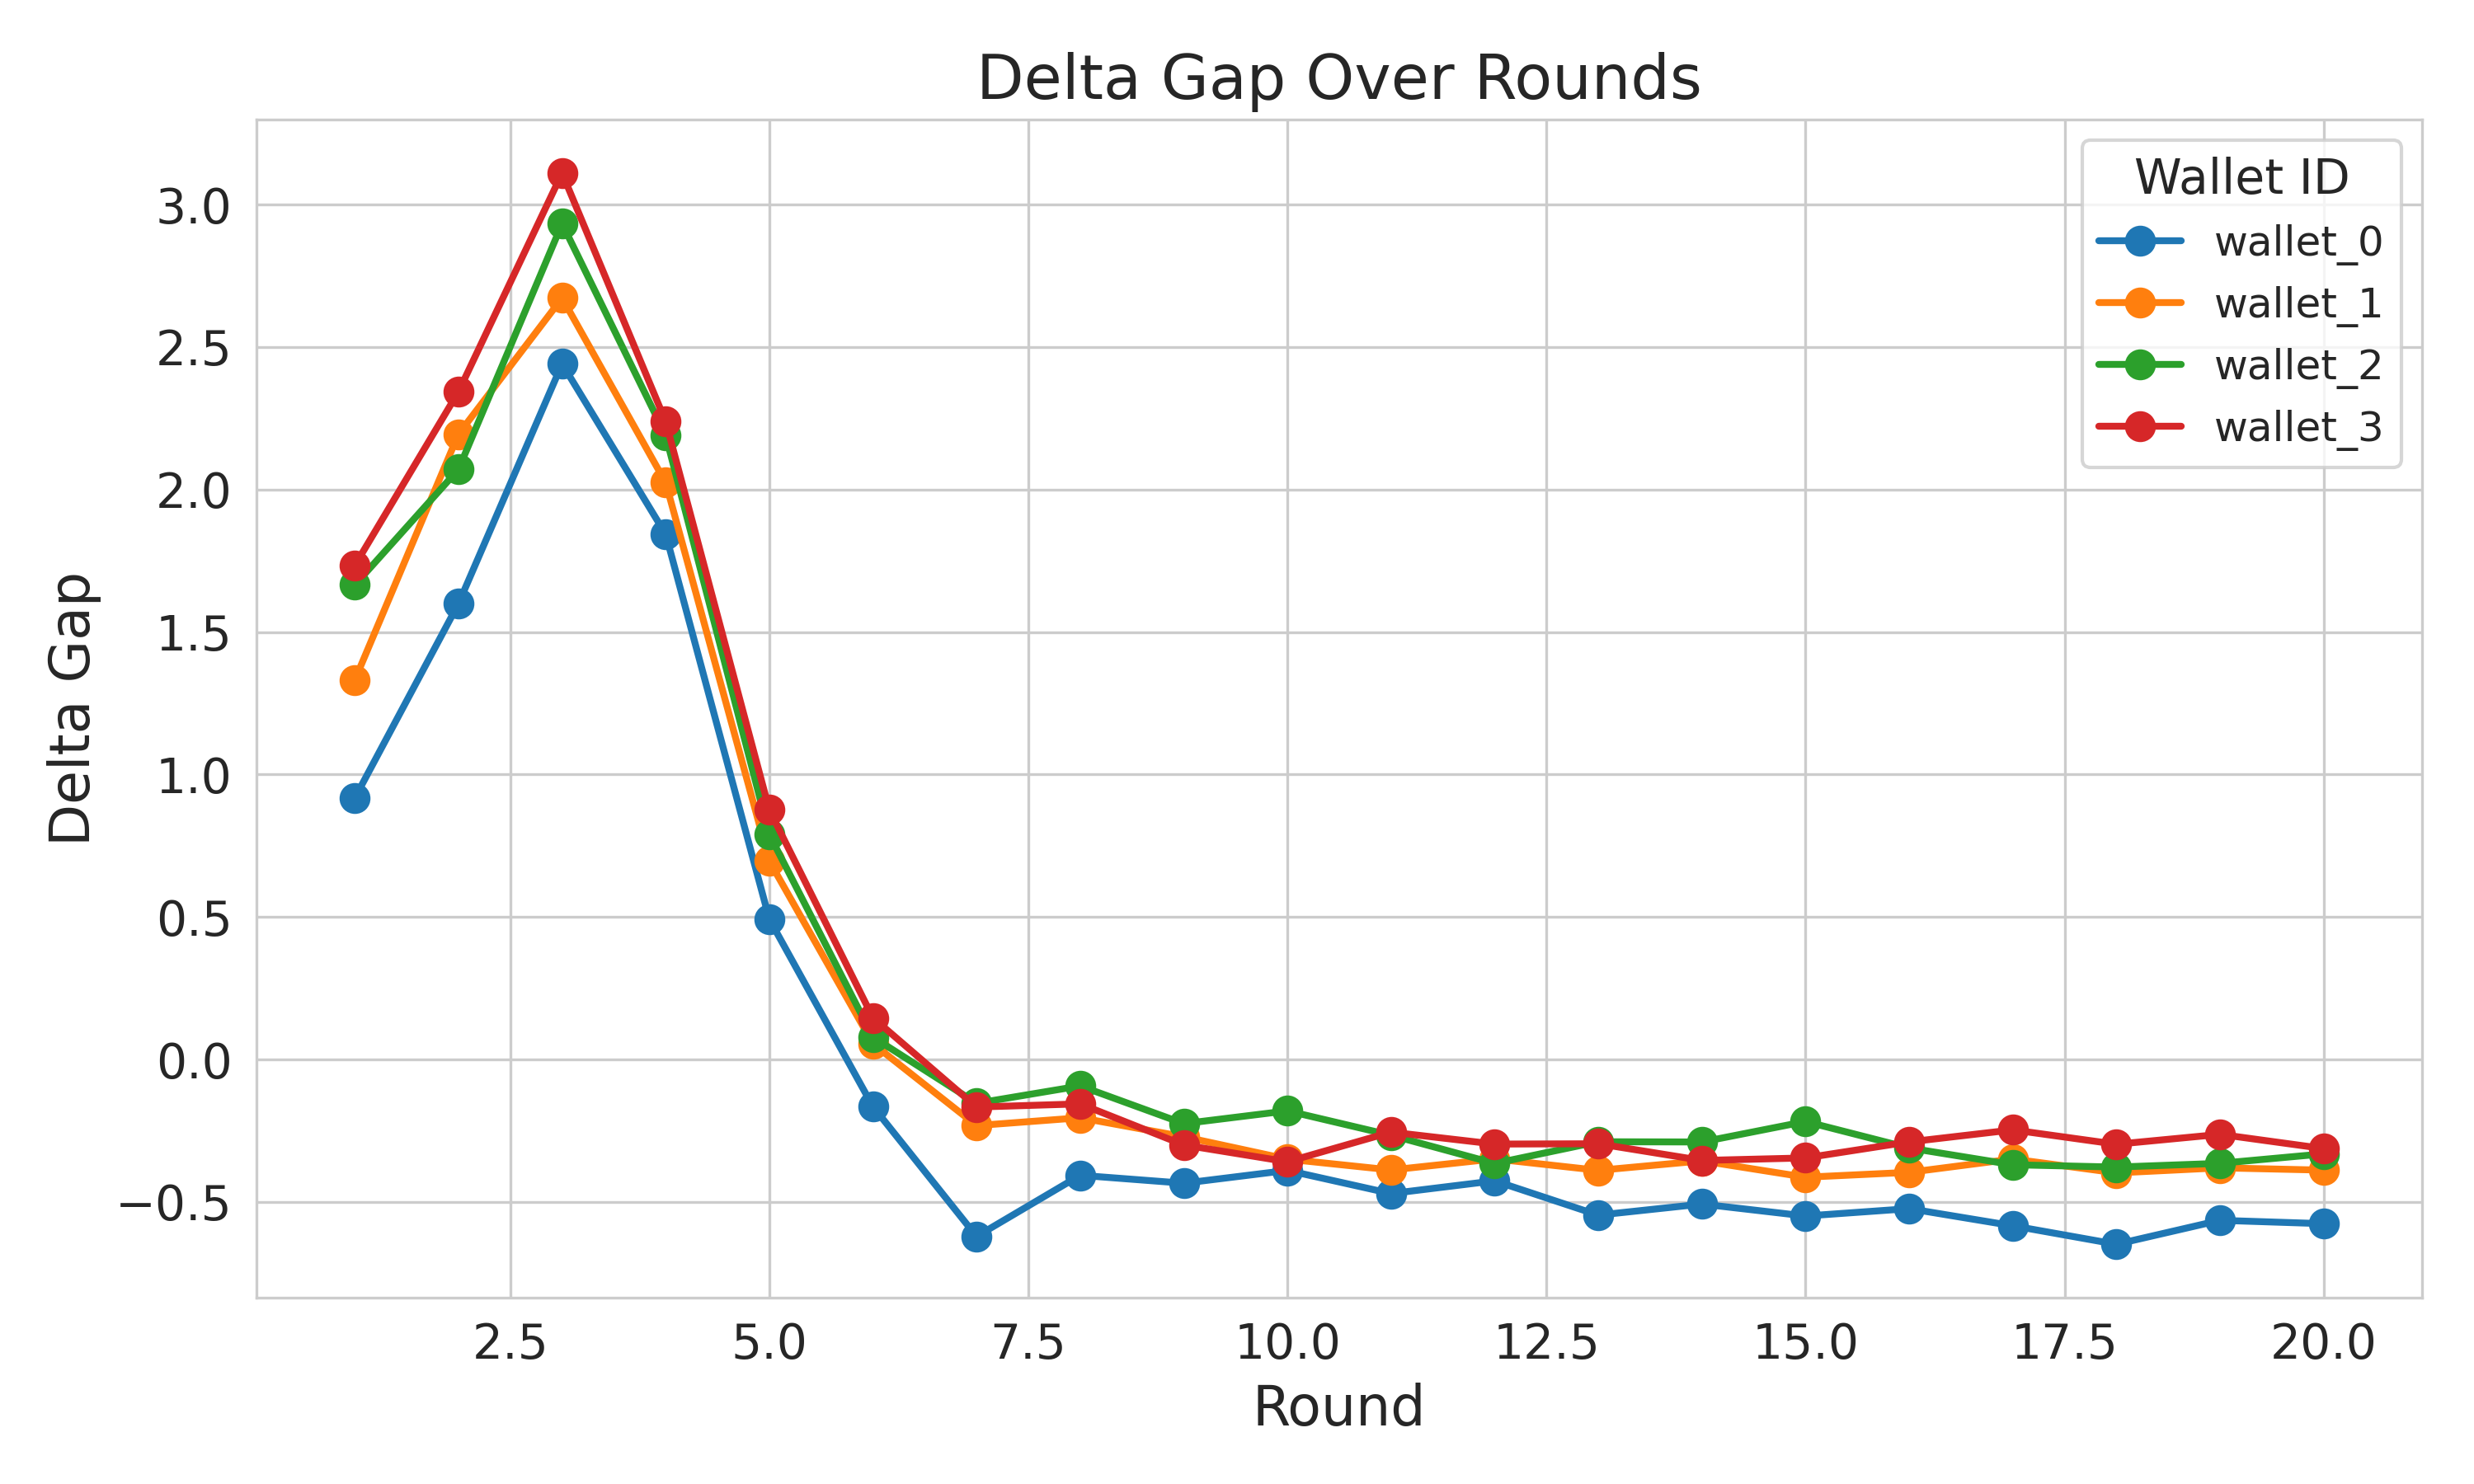 Delta Gap Over Rounds
Wallet ID
wallet_0
wallet_1
wallet_2
wallet_3
Delta Gap
3.0
2.5
2.0
1.5
1.0
0.5
0.0
−0.5
2.5 5.0 7.5 10.0 12.5 15.0 17.5 20.0
Round